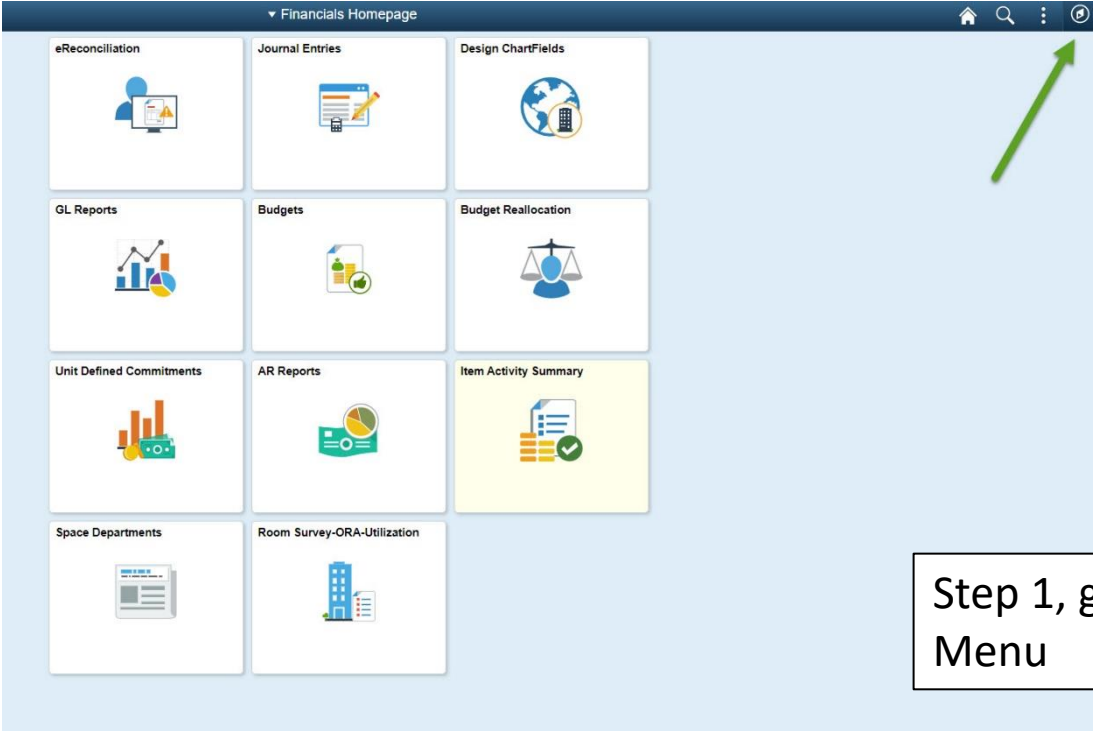 Financials Homepage
eReconciliation
Journal Entries
Design ChartFields
GL Reports
Budgets
Budget Reallocation
Unit Defined Commitments
AR Reports
Item Activity Summary
Space Departments
Room Survey-ORA-Utilization
Step 1, g
Menu